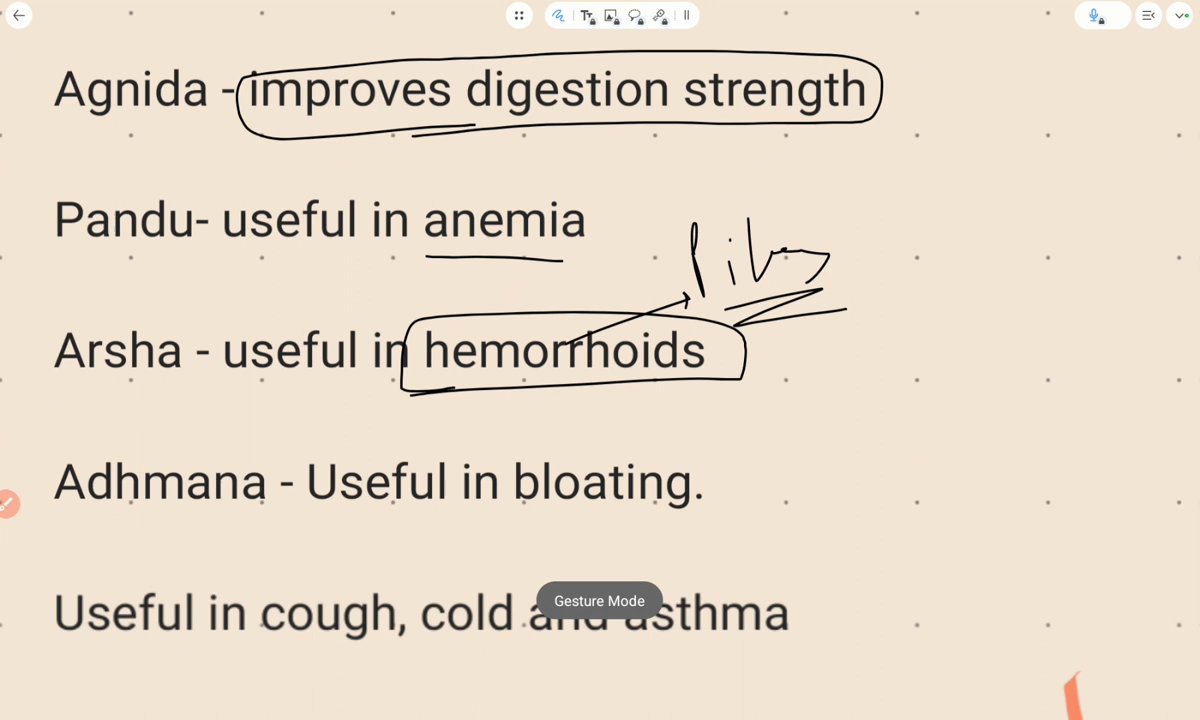 Agnida - improves digestion strength
Pandu- useful in anemia
Piles
Arsha - useful in hemorrhoids
Adhmana - Useful in bloating.
Gesture Mode
Useful in cough, cold and asthma